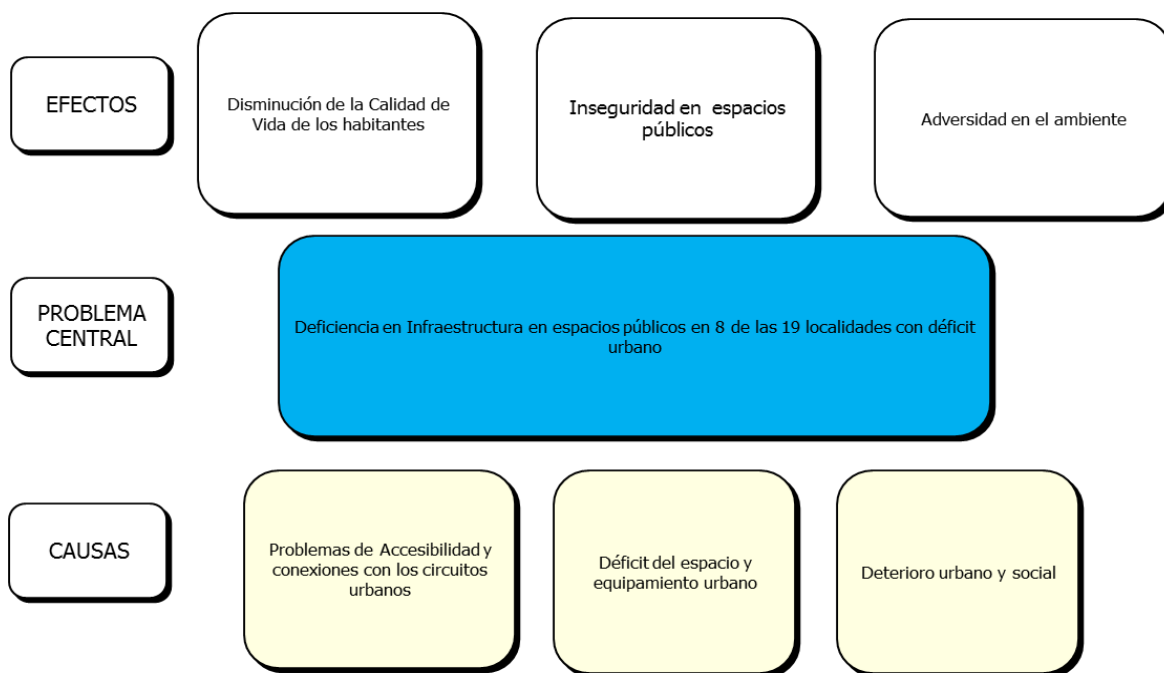 EFECTOS
Disminución de la Calidad de
Vida de los habitantes
Inseguridad en espacios
públicos
Adversidad en el ambiente
PROBLEMA
CENTRAL
Deficiencia en Infraestructura en espacios públicos en 8 de las 19 localidades con déficit
urbano
CAUSAS
Problemas de Accesibilidad y
conexiones con los circuitos
urbanos
Déficit del espacio y
equipamiento urbano
Deterioro urbano y social